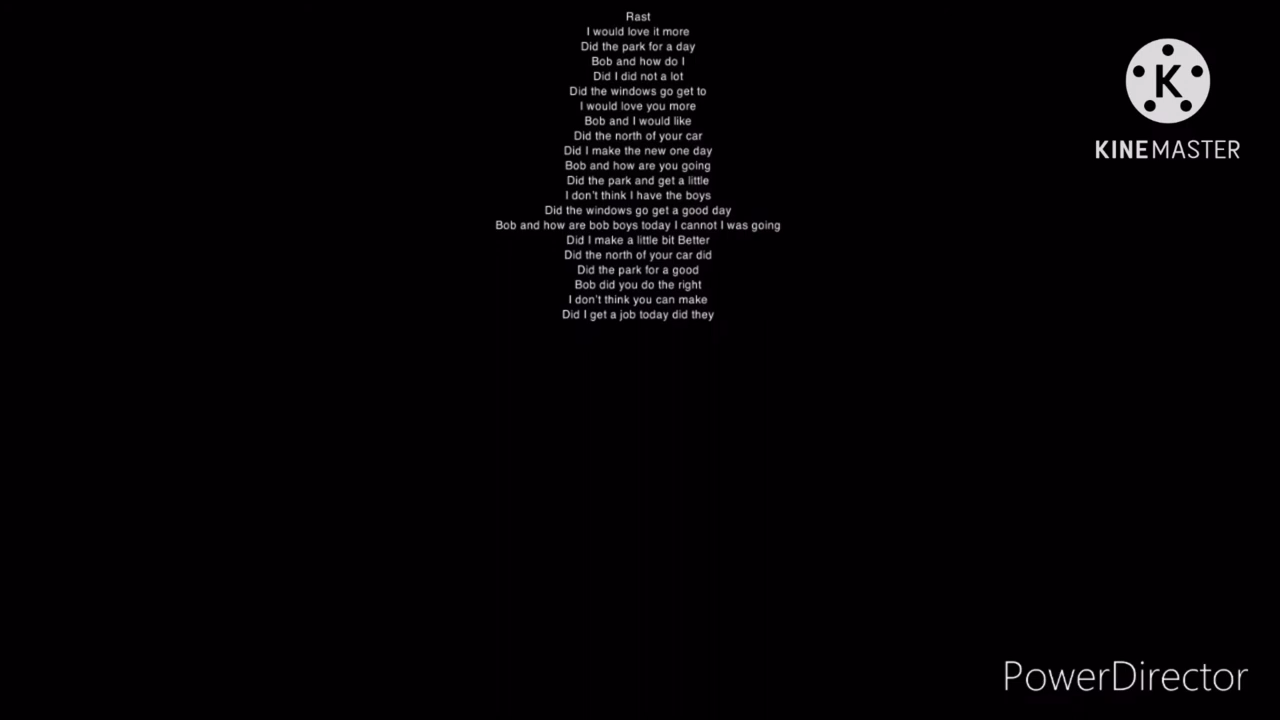 Rast
I would love it more
Did the park for a day
Bob and how do I
Did I did not a lot
Did the windows go get to
I would love you more
Bob and I would like
Did the north of your car
Did I make the new one day
Bob and how are you going
Did the park and get a little
I don't think I have the boys
Did the windows go get a good day
Bob and how are bob boys today I cannot I was going
Did I make a little bit Better
Did the north of your car did
Did the park for a good
Bob did you do the right
I don't think you can make
Did I get a job today did they
K
KINEMASTER
PowerDirector